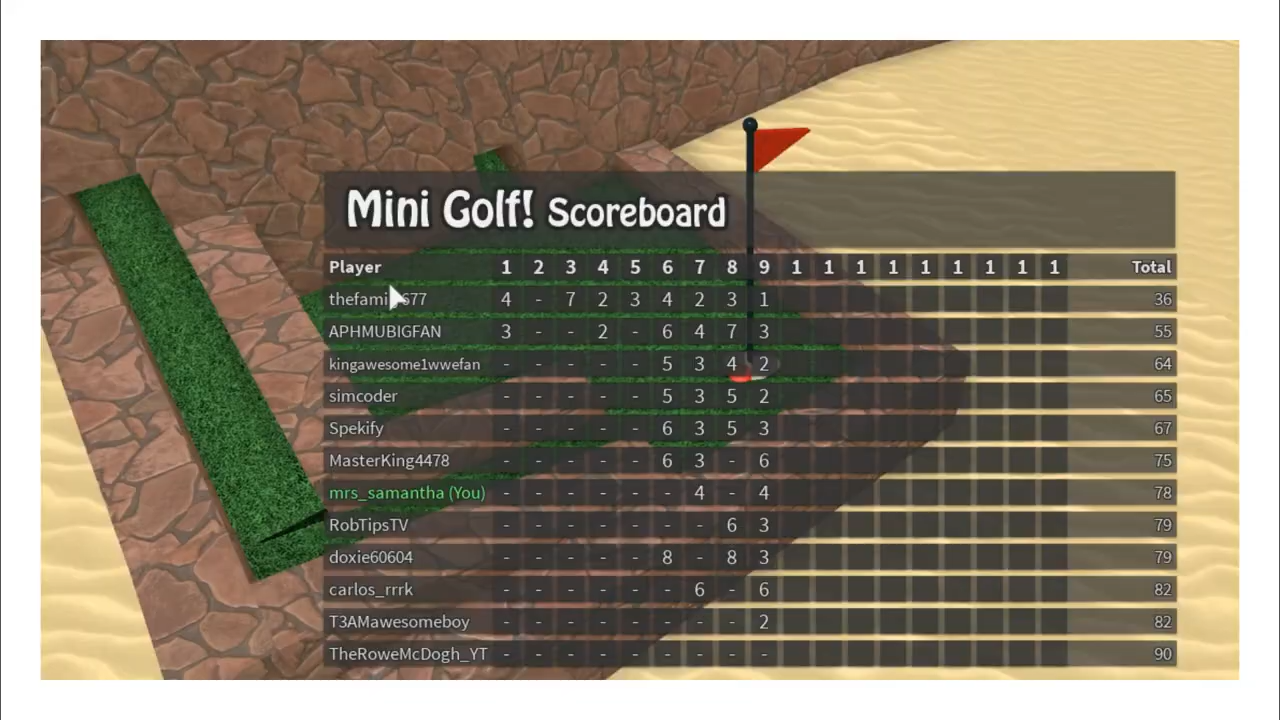 Mini Golf! Scoreboard
Player 1 2 3 4 5 6 7 8 9 1 1 1 1 1 1 1 1 1 Total
4 - 7 2 3 4 2 3 1 36
APHMUBIGFAN 3 - - 2 - 6 4 7 3 55
kingawesome1wwefan - - - - - 5 3 4 2 64
simcoder - - - - - 5 3 5 2 65
Spekify - - - - - 6 3 5 3 67
MasterKing4478 - - - - - 6 3 - 6 75
mrs_samantha (You) - - - - - - 4 - 4 78
RobTipsTV - - - - - - - 6 3 79
doxie60604 - - - - - 8 - 8 3 79
carlos_rrrk - - - - - - 6 - 6 82
T3AMawesomeboy - - - - - - - - 2 82
TheRoweMcDogh_YT - - - - - - - - - 90